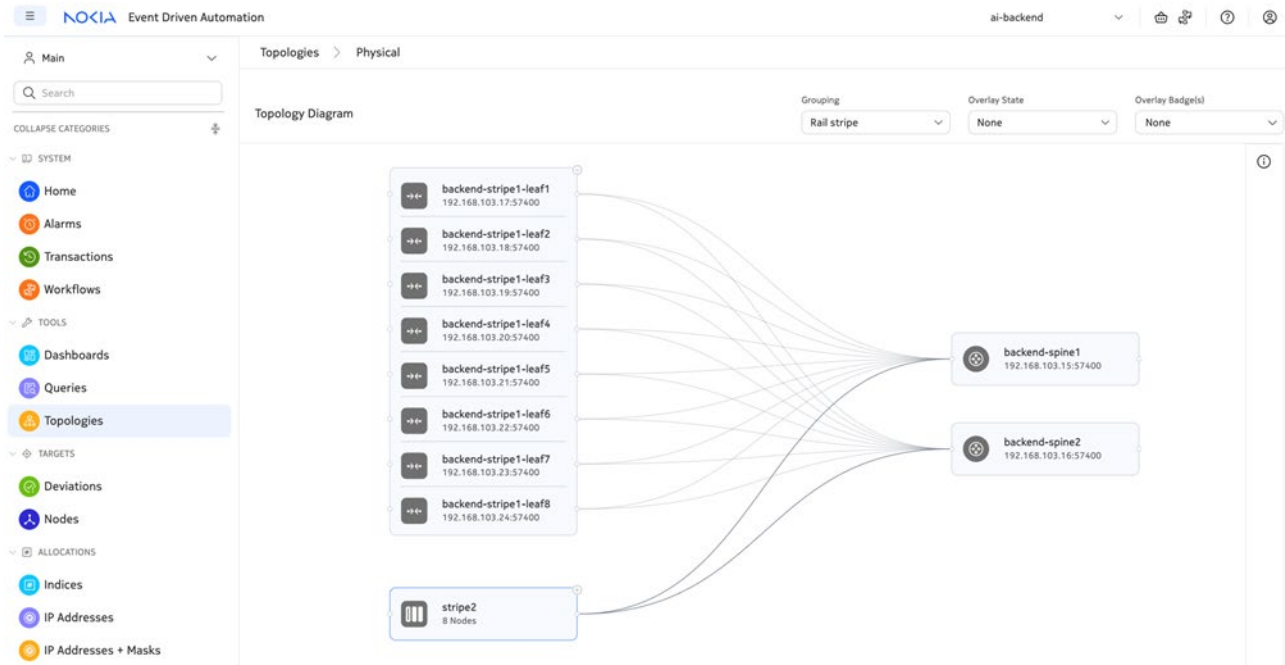 NOKIA Event Driven Automation
ai-backend
Main
Search
COLLAPSE CATEGORIES
SYSTEM
Home
Alarms
Transactions
Workflows
TOOLS
Dashboards
Queries
Topologies
TARGETS
Deviations
Nodes
ALLOCATIONS
Indices
IP Addresses
IP Addresses + Masks
Topologies > Physical
Topology Diagram
Grouping
Rail stripe
Overlay State
None
Overlay Badge(s)
None
backend-stripe1-leaf1
192.168.103.17:57400
backend-stripe1-leaf2
192.168.103.18:57400
backend-stripe1-leaf3
192.168.103.19:57400
backend-stripe1-leaf4
192.168.103.20:57400
backend-stripe1-leaf5
192.168.103.21:57400
backend-stripe1-leaf6
192.168.103.22:57400
backend-stripe1-leaf7
192.168.103.23:57400
backend-stripe1-leaf8
192.168.103.24:57400
stripe2
8 Nodes
backend-spine1
192.168.103.15:57400
backend-spine2
192.168.103.16:57400